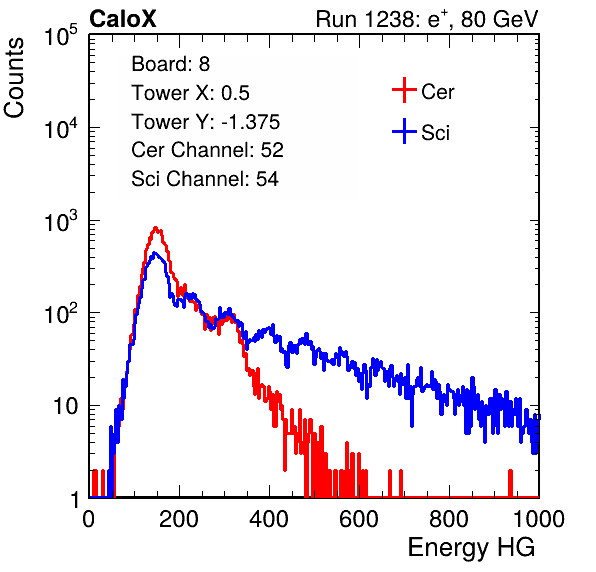 CaloX Run 1238: e⁺, 80 GeV
Counts
Board: 8
Tower X: 0.5
Tower Y: -1.375
Cer Channel: 52
Sci Channel: 54
Cer
Sci
10⁵
10⁴
10³
10²
10
1
0 200 400 600 800 1000
Energy HG